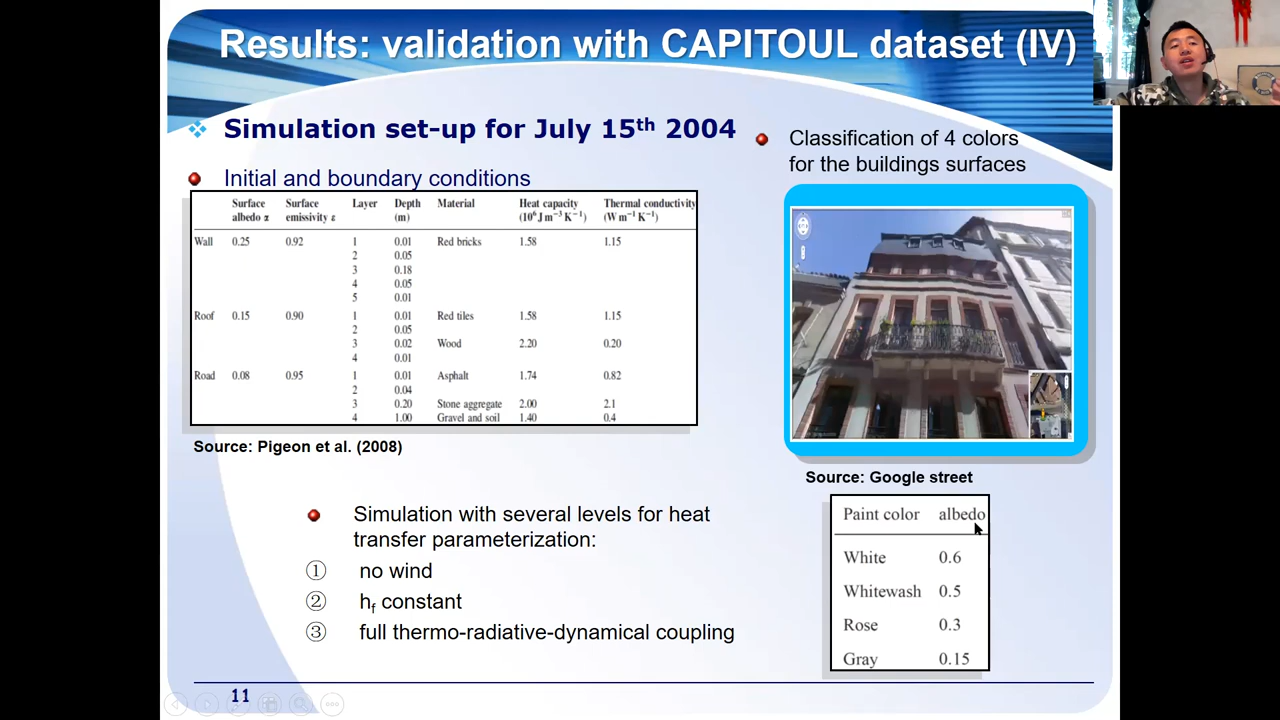 Results: validation with CAPITOUL dataset (IV)
Simulation set-up for July 15th 2004
Initial and boundary conditions
Surface albedo α Surface emissivity ε Layer Depth (m) Material Heat capacity (10⁶ J m⁻³ K⁻¹) Thermal conductivity (W m⁻¹ K⁻¹)
Wall 0.25 0.92 1 0.01 Red bricks 1.58 1.15
2 0.05
3 0.18
4 0.05
5 0.01
Roof 0.15 0.90 1 0.01 Red tiles 1.58 1.15
2 0.05
3 0.02 Wood 2.20 0.20
4 0.01
Road 0.08 0.95 1 0.01 Asphalt 1.74 0.82
2 0.04
3 0.20 Stone aggregate 2.00 2.1
4 1.00 Gravel and soil 1.40 0.4
Source: Pigeon et al. (2008)
Simulation with several levels for heat
transfer parameterization:
① no wind
② hf constant
③ full thermo-radiative-dynamical coupling
Classification of 4 colors
for the buildings surfaces
Source: Google street
Paint color albedo
White 0.6
Whitewash 0.5
Rose 0.3
Gray 0.15
11